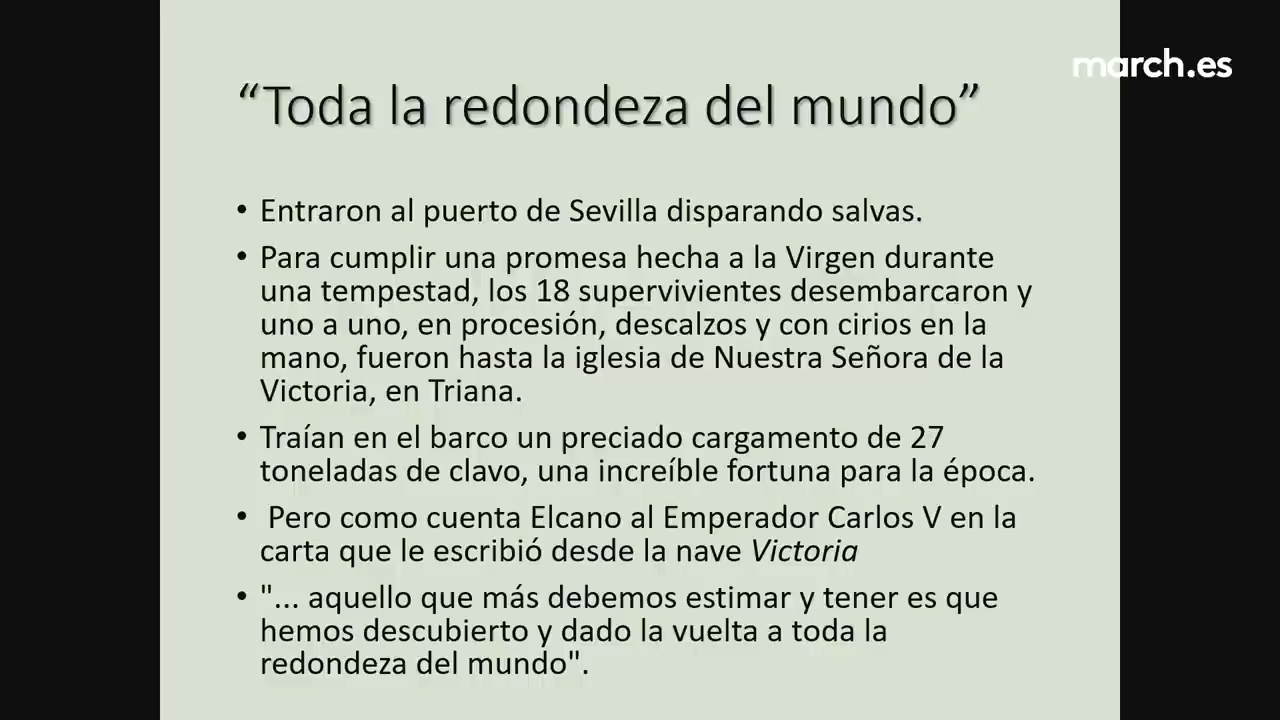 march.es
“Toda la redondeza del mundo”
• Entraron al puerto de Sevilla disparando salvas.
• Para cumplir una promesa hecha a la Virgen durante
una tempestad, los 18 supervivientes desembarcaron y
uno a uno, en procesión, descalzos y con cirios en la
mano, fueron hasta la iglesia de Nuestra Señora de la
Victoria, en Triana.
• Traían en el barco un preciado cargamento de 27
toneladas de clavo, una increíble fortuna para la época.
• Pero como cuenta Elcano al Emperador Carlos V en la
carta que le escribió desde la nave Victoria
• "... aquello que más debemos estimar y tener es que
hemos descubierto y dado la vuelta a toda la
redondeza del mundo".